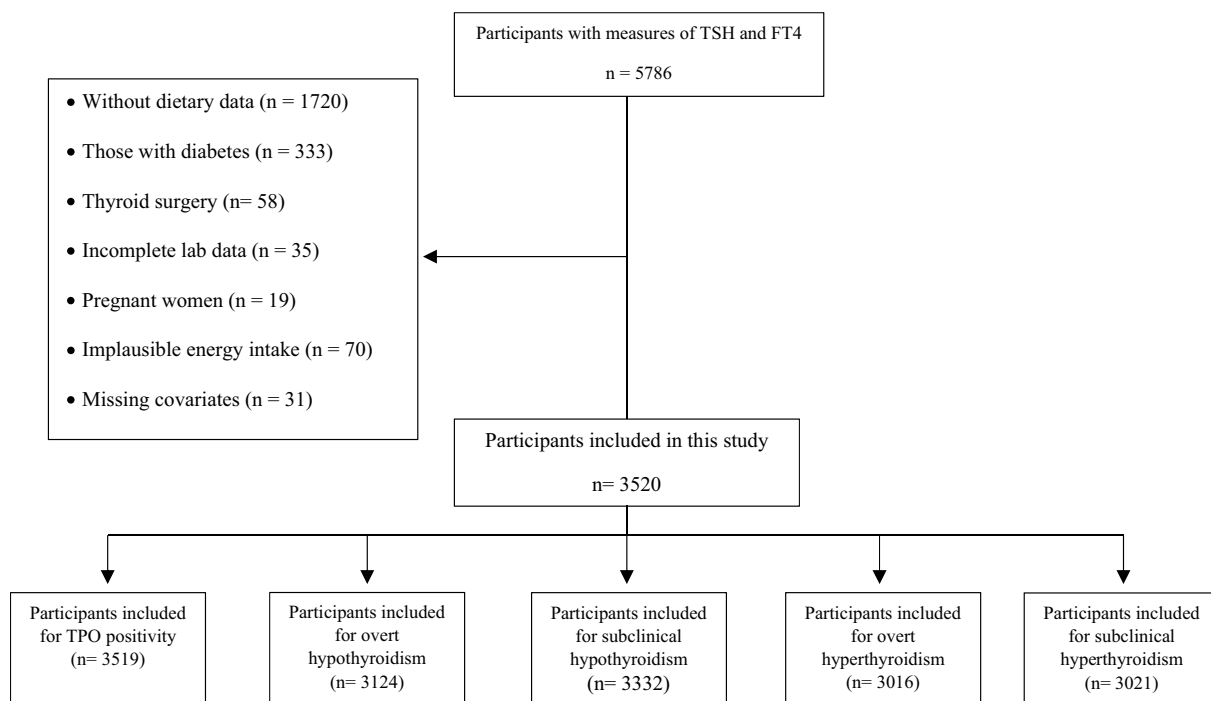 Participants with measures of TSH and FT4
n = 5786
• Without dietary data (n = 1720)
• Those with diabetes (n = 333)
• Thyroid surgery (n= 58)
• Incomplete lab data (n = 35)
• Pregnant women (n = 19)
• Implausible energy intake (n = 70)
• Missing covariates (n = 31)
Participants included in this study
n= 3520
Participants included
for TPO positivity
(n= 3519)
Participants included
for overt
hypothyroidism
(n= 3124)
Participants included
for subclinical
hypothyroidism
(n= 3332)
Participants included
for overt
hyperthyroidism
(n= 3016)
Participants included
for subclinical
hyperthyroidism
(n= 3021)